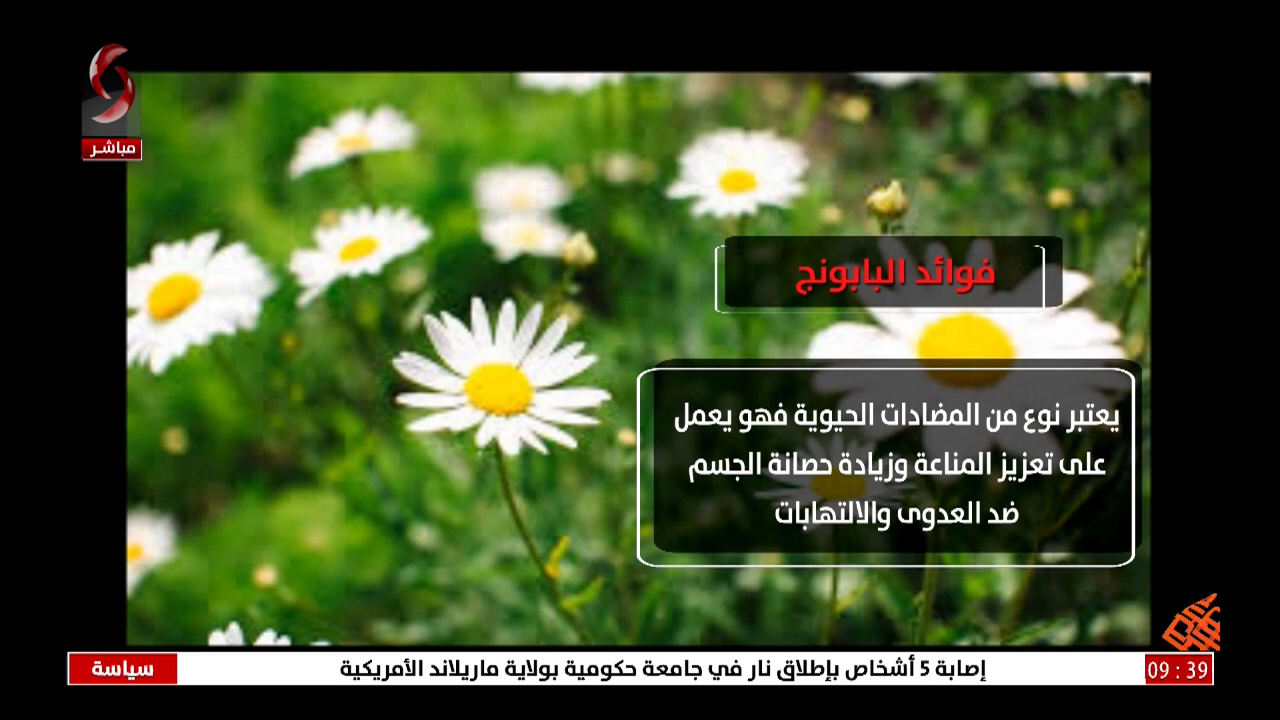 مباشر
فوائد البابونج
يعتبر نوع من المضادات الحيوية فهو يعمل
على تعزيز المناعة وزيادة حصانة الجسم
ضد العدوى والالتهابات
إصابة 5 أشخاص بإطلاق نار في جامعة حكومية بولاية ماريلاند الأمريكية
سياسة
09 : 39